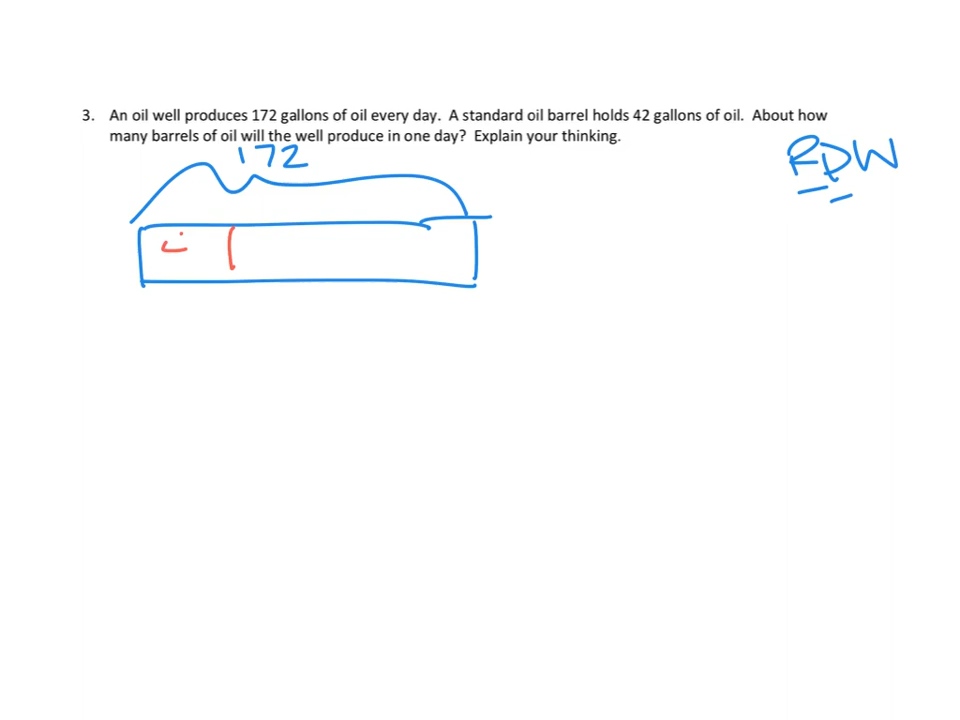 3. An oil well produces 172 gallons of oil every day. A standard oil barrel holds 42 gallons of oil. About how
many barrels of oil will the well produce in one day? Explain your thinking.
172
RDW